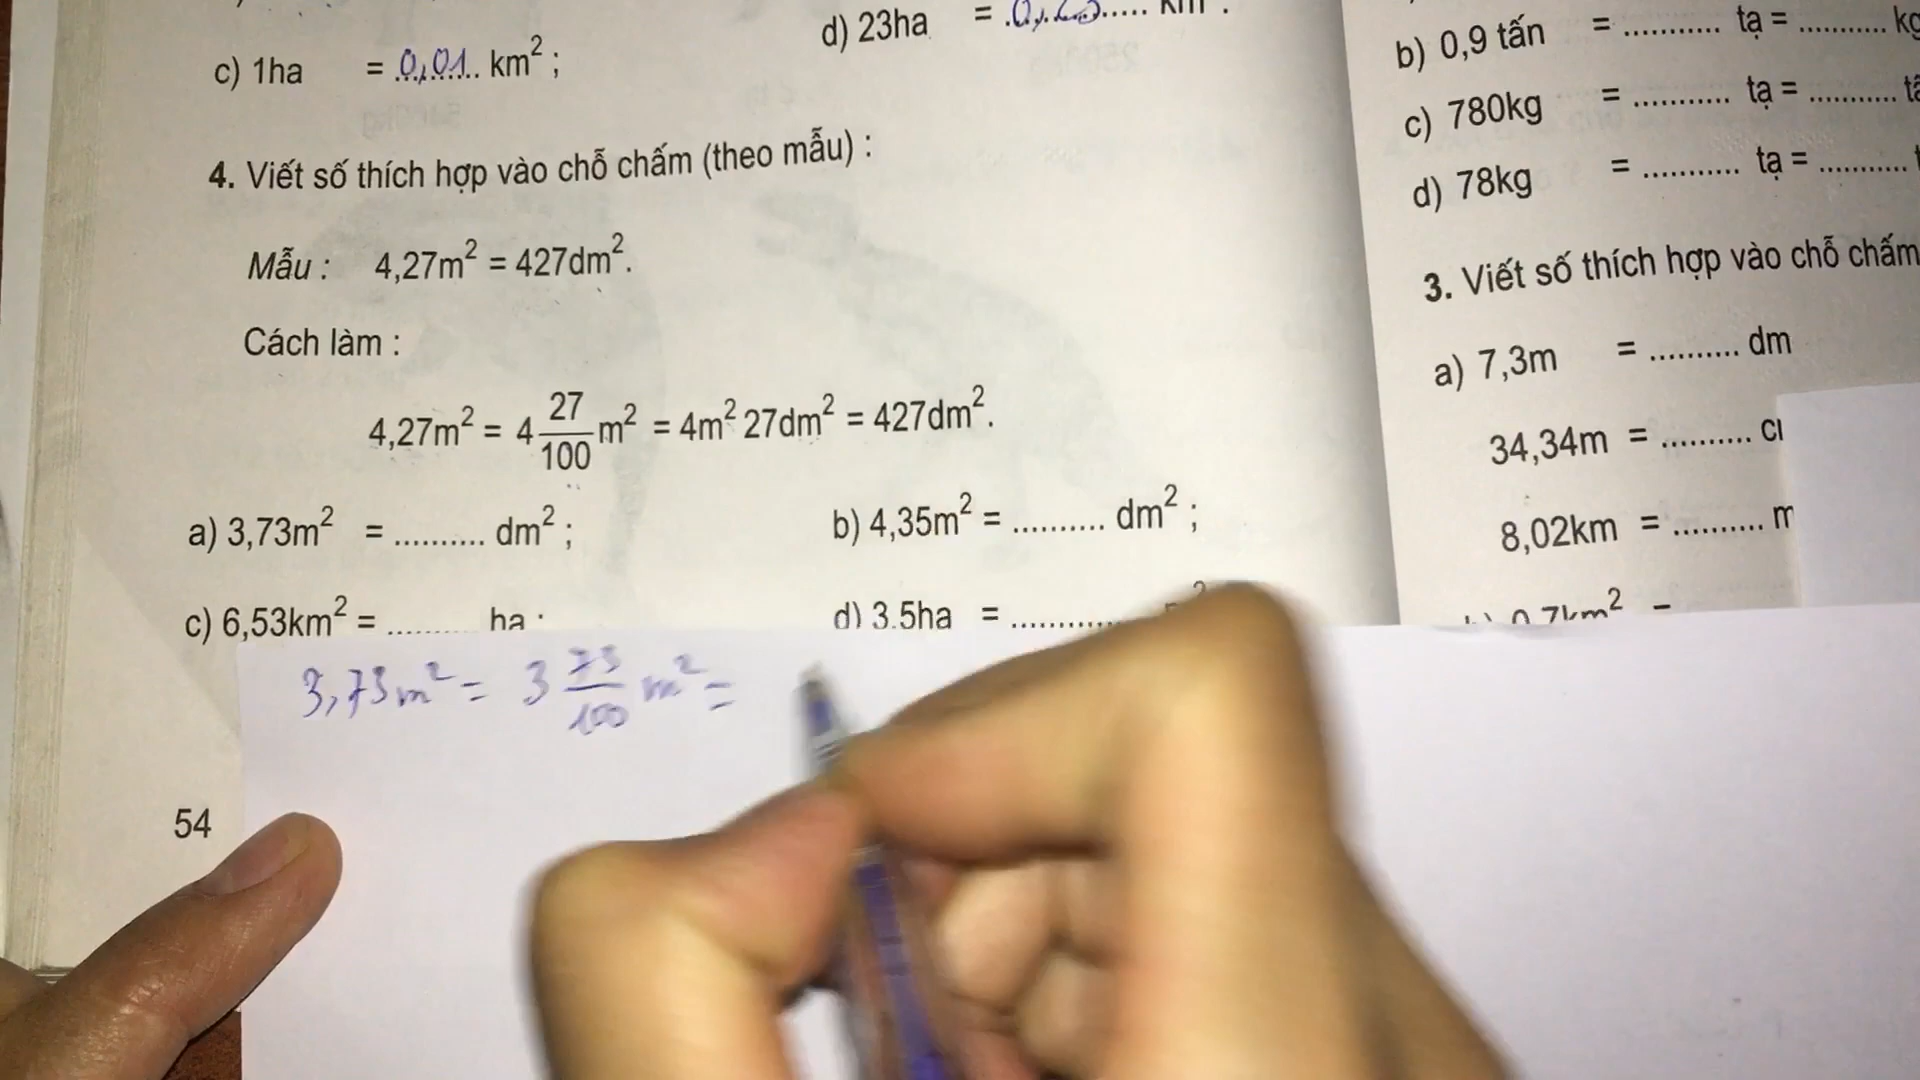 d) 23ha =
c) 1ha = 0,01 km² ;
4. Viết số thích hợp vào chỗ chấm (theo mẫu) :
Mẫu : 4,27m² = 427dm².
Cách làm :
4,27m² = 4 27/100 m² = 4m² 27dm² = 427dm².
a) 3,73m² = .......... dm² ;
b) 4,35m² = .......... dm² ;
c) 6,53km² = ......... ha ;
d) 3,5ha = ............
3,73m² = 3 73/100 m² =
54
b) 0,9 tấn = ........... tạ = .......... kg
c) 780kg = ........... tạ = ..........
d) 78kg = ........... tạ = ..........
3. Viết số thích hợp vào chỗ chấm
a) 7,3m = .......... dm
34,34m = ..........
8,02km = .......... m
0,7km² =